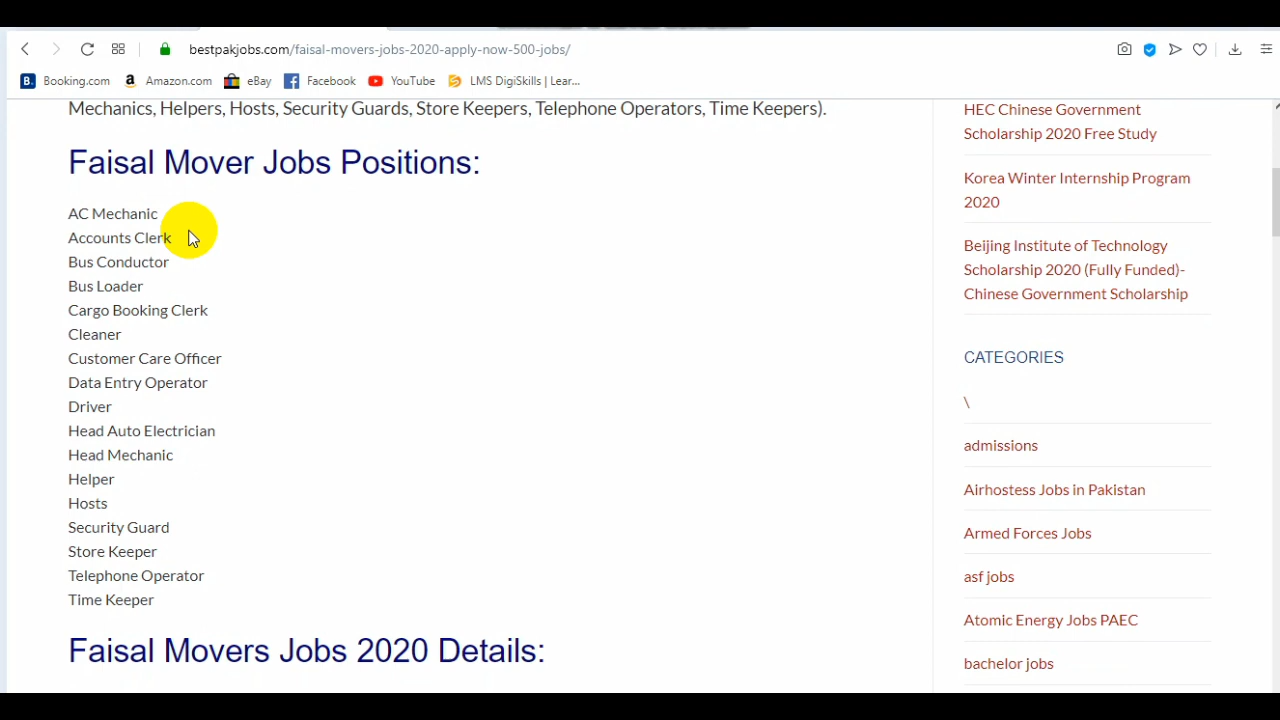 bestpakjobs.com/faisal-movers-jobs-2020-apply-now-500-jobs/
B. Booking.com a Amazon.com eBay Facebook YouTube LMS DigiSkills | Lear...
Mechanics, Helpers, Hosts, Security Guards, Store Keepers, Telephone Operators, Time Keepers).
Faisal Mover Jobs Positions:
AC Mechanic
Accounts Clerk
Bus Conductor
Bus Loader
Cargo Booking Clerk
Cleaner
Customer Care Officer
Data Entry Operator
Driver
Head Auto Electrician
Head Mechanic
Helper
Hosts
Security Guard
Store Keeper
Telephone Operator
Time Keeper
Faisal Movers Jobs 2020 Details:
HEC Chinese Government
Scholarship 2020 Free Study
Korea Winter Internship Program
2020
Beijing Institute of Technology
Scholarship 2020 (Fully Funded)-
Chinese Government Scholarship
CATEGORIES
\
admissions
Airhostess Jobs in Pakistan
Armed Forces Jobs
asf jobs
Atomic Energy Jobs PAEC
bachelor jobs